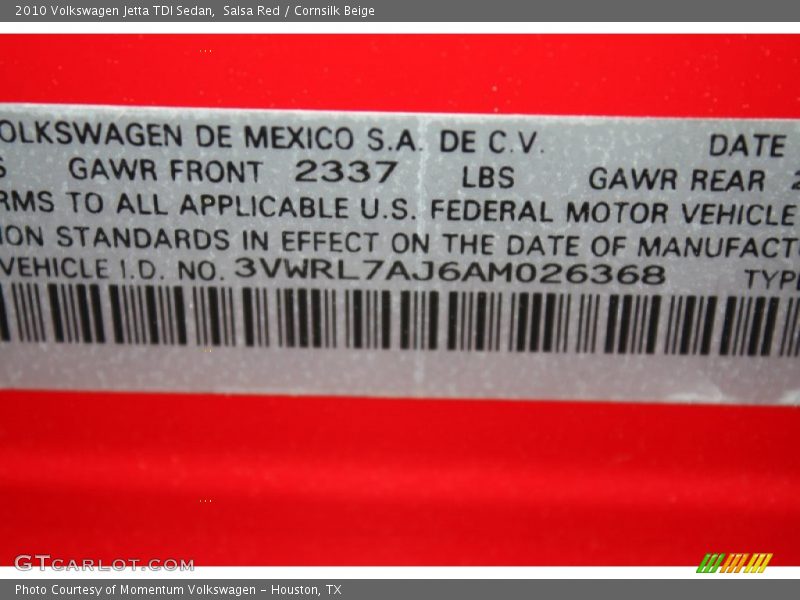 2010 Volkswagen Jetta TDI Sedan, Salsa Red / Cornsilk Beige
OLKSWAGEN DE MEXICO S.A. DE C.V. DATE
S GAWR FRONT 2337 LBS GAWR REAR 2
RMS TO ALL APPLICABLE U.S. FEDERAL MOTOR VEHICLE
ION STANDARDS IN EFFECT ON THE DATE OF MANUFACT
VEHICLE I.D. NO. 3VWRL7AJ6AM026368 TYPE
GTCARLOT.COM
Photo Courtesy of Momentum Volkswagen - Houston, TX